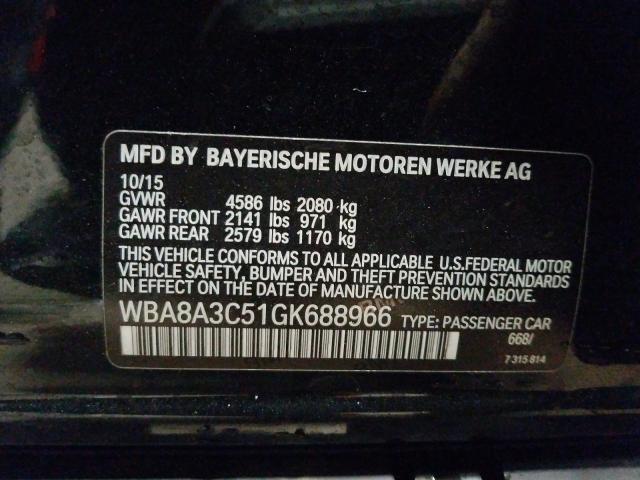 MFD BY BAYERISCHE MOTOREN WERKE AG
10/15
GVWR 4586 lbs 2080 kg
GAWR FRONT 2141 lbs 971 kg
GAWR REAR 2579 lbs 1170 kg
THIS VEHICLE CONFORMS TO ALL APPLICABLE U.S.FEDERAL MOTOR
VEHICLE SAFETY, BUMPER AND THEFT PREVENTION STANDARDS
IN EFFECT ON THE DATE OF MANUFACTURE SHOWN ABOVE.
WBA8A3C51GK688966 TYPE: PASSENGER CAR
668/
7 315 814